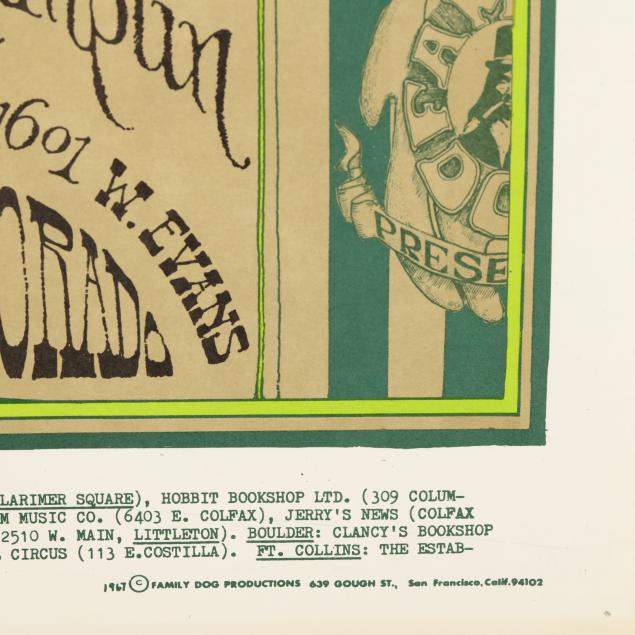 1601 W. EVANS
PRESE
LARIMER SQUARE), HOBBIT BOOKSHOP LTD. (309 COLUM-
M MUSIC CO. (6403 E. COLFAX), JERRY'S NEWS (COLFAX
2510 W. MAIN, LITTLETON). BOULDER: CLANCY'S BOOKSHOP
CIRCUS (113 E.COSTILLA). FT. COLLINS: THE ESTAB-
1967 © FAMILY DOG PRODUCTIONS 639 GOUGH ST., San Francisco, Calif. 94102